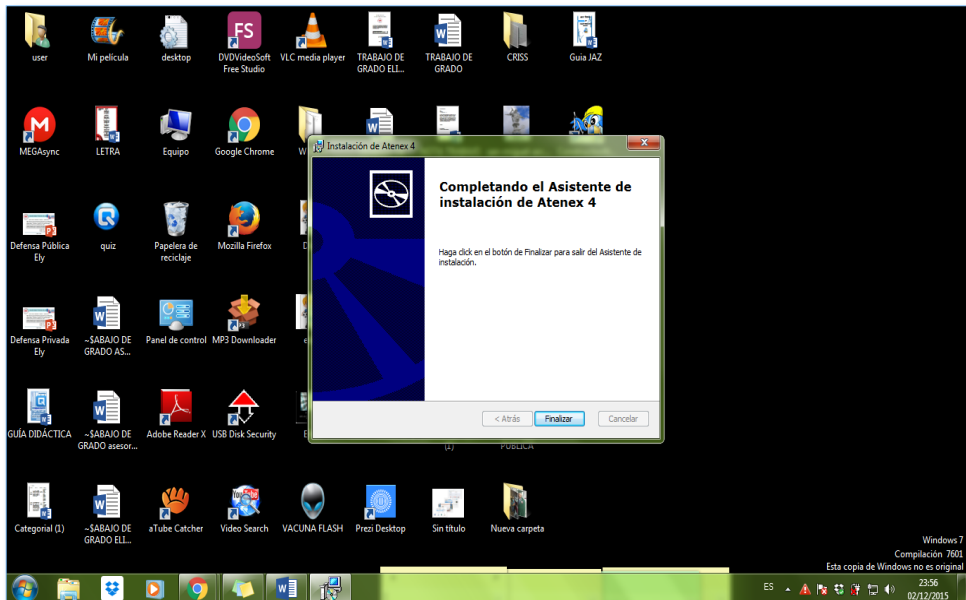 user
Mi película
desktop
DVDVideoSoft
Free Studio
VLC media player
TRABAJO DE
GRADO ELI...
TRABAJO DE
GRADO
CRISS
Guia JAZ
MEGAsync
LETRA
Equipo
Google Chrome
Instalación de Atenex 4
Completando el Asistente de
instalación de Atenex 4
Haga click en el botón de Finalizar para salir del Asistente de
instalación.
< Atrás
Finalizar
Cancelar
Defensa Pública
Ely
quiz
Papelera de
reciclaje
Mozilla Firefox
Defensa Privada
Ely
~$ABAJO DE
GRADO AS...
Panel de control
MP3 Downloader
GUÍA DIDÁCTICA
~$ABAJO DE
GRADO asesor...
Adobe Reader X
USB Disk Security
(1)
PÚBLICA
Categorial (1)
~$ABAJO DE
GRADO ELI...
aTube Catcher
Video Search
VACUNA FLASH
Prezi Desktop
Sin título
Nueva carpeta
Windows 7
Compilación 7601
Esta copia de Windows no es original
ES
23:56
02/12/2015